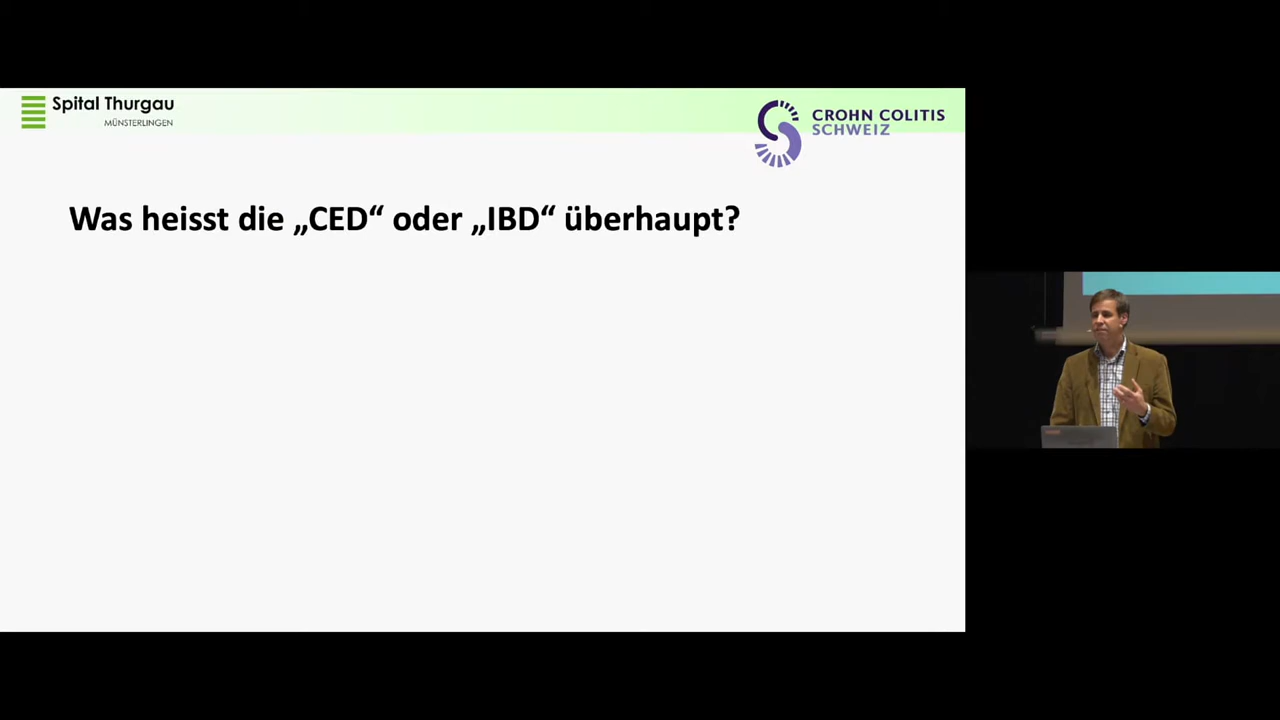 Spital Thurgau
MÜNSTERLINGEN
CROHN COLITIS
SCHWEIZ
Was heisst die „CED“ oder „IBD“ überhaupt?